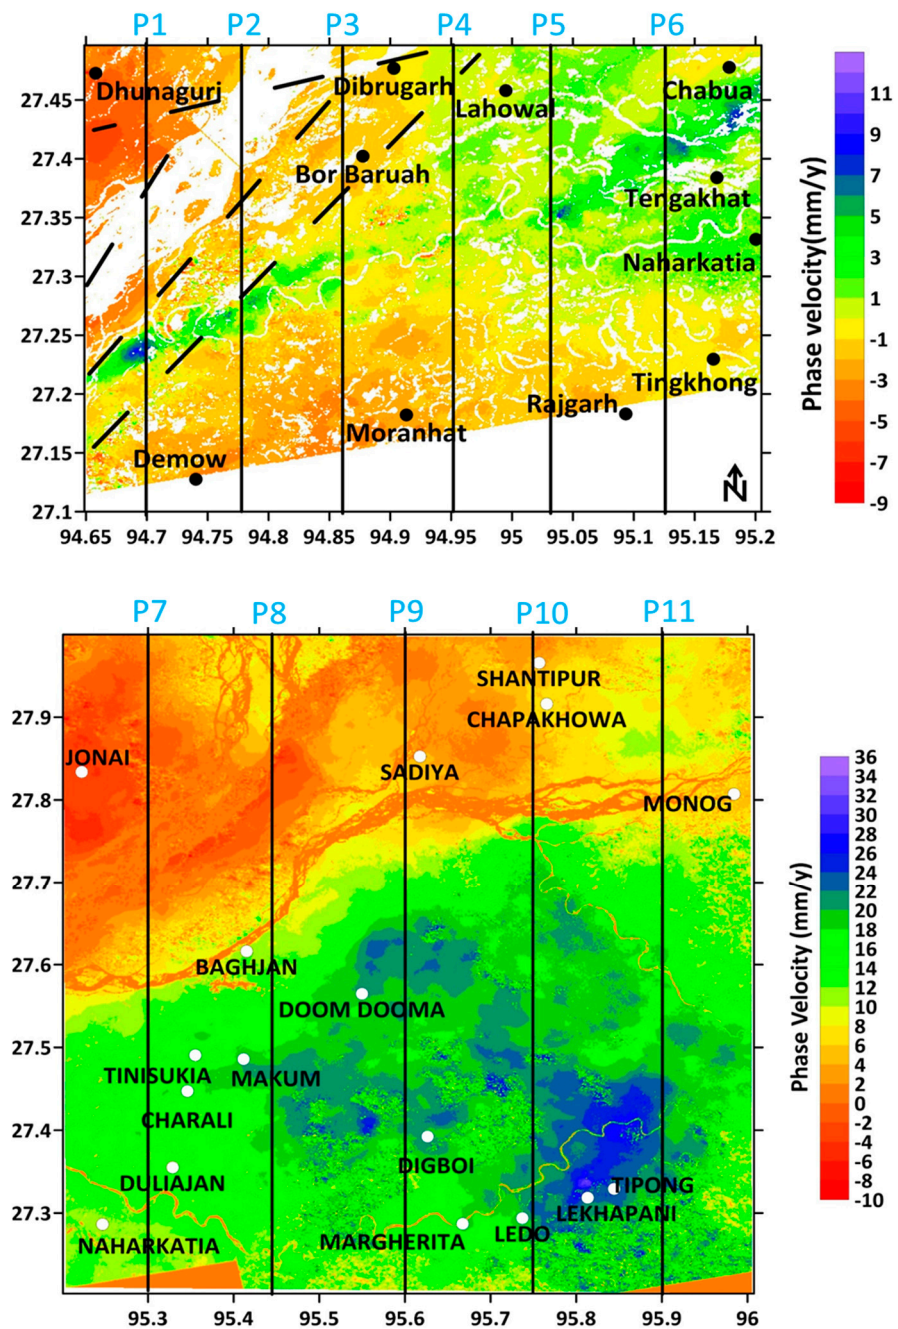 P1 P2 P3 P4 P5 P6
Dhunaguri
Dibrugarh
Lahowal
Chabua
Bor Baruah
Tengakhat
Naharkatia
Tingkhong
Rajgarh
Moranhat
Demow
N
27.45
27.4
27.35
27.3
27.25
27.2
27.15
27.1
94.65 94.7 94.75 94.8 94.85 94.9 94.95 95 95.05 95.1 95.15 95.2
Phase velocity(mm/y)
11
9
7
5
3
1
-1
-3
-5
-7
-9
P7 P8 P9 P10 P11
SHANTIPUR
CHAPAKHOWA
JONAI
SADIYA
MONOG
BAGHJAN
DOOM DOOMA
TINISUKIA
MAKUM
CHARALI
DIGBOI
DULIAJAN
TIPONG
LEKHAPANI
LEDO
MARGHERITA
NAHARKATIA
27.9
27.8
27.7
27.6
27.5
27.4
27.3
95.3 95.4 95.5 95.6 95.7 95.8 95.9 96
Phase Velocity (mm/y)
36
34
32
30
28
26
24
22
20
18
16
14
12
10
8
6
4
2
0
-2
-4
-6
-8
-10